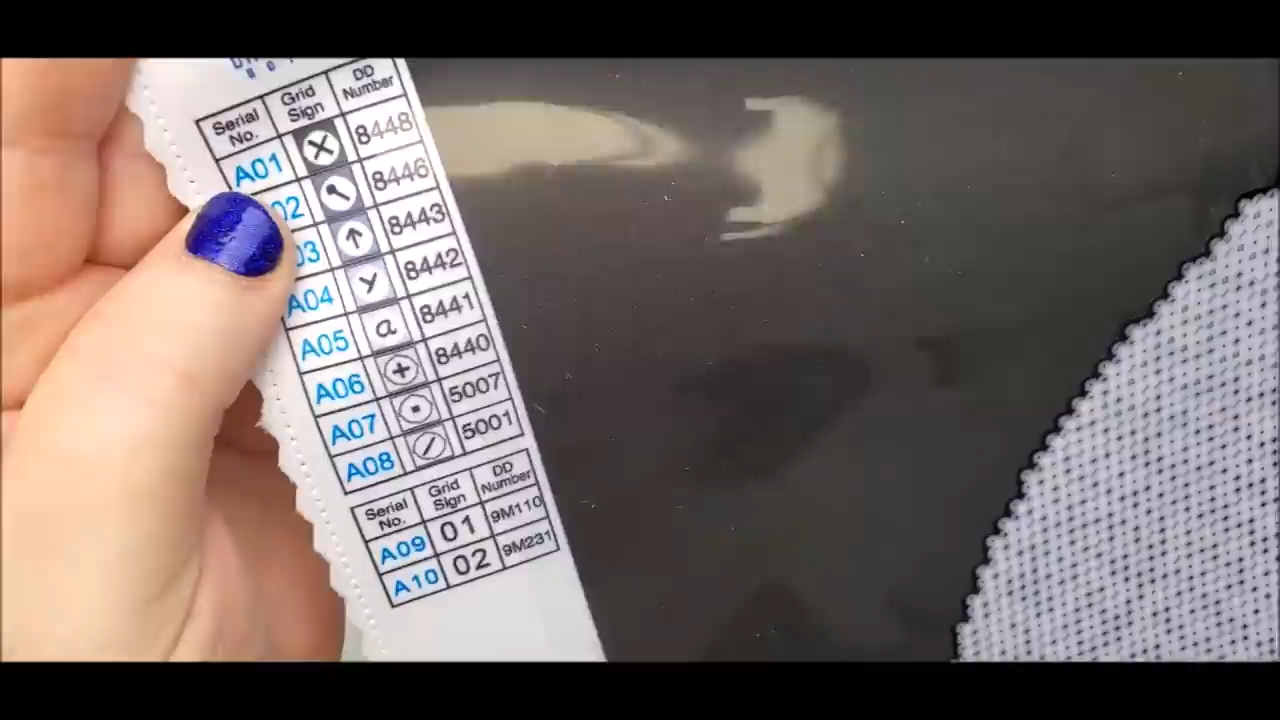 Serial No. Grid Sign DD Number
A01 8448
02 8446
03 8443
A04 Y 8442
A05 a 8441
A06 + 8440
A07 5007
A08 / 5001
Serial No. Grid Sign DD Number
A09 01 9M110
A10 02 9M231